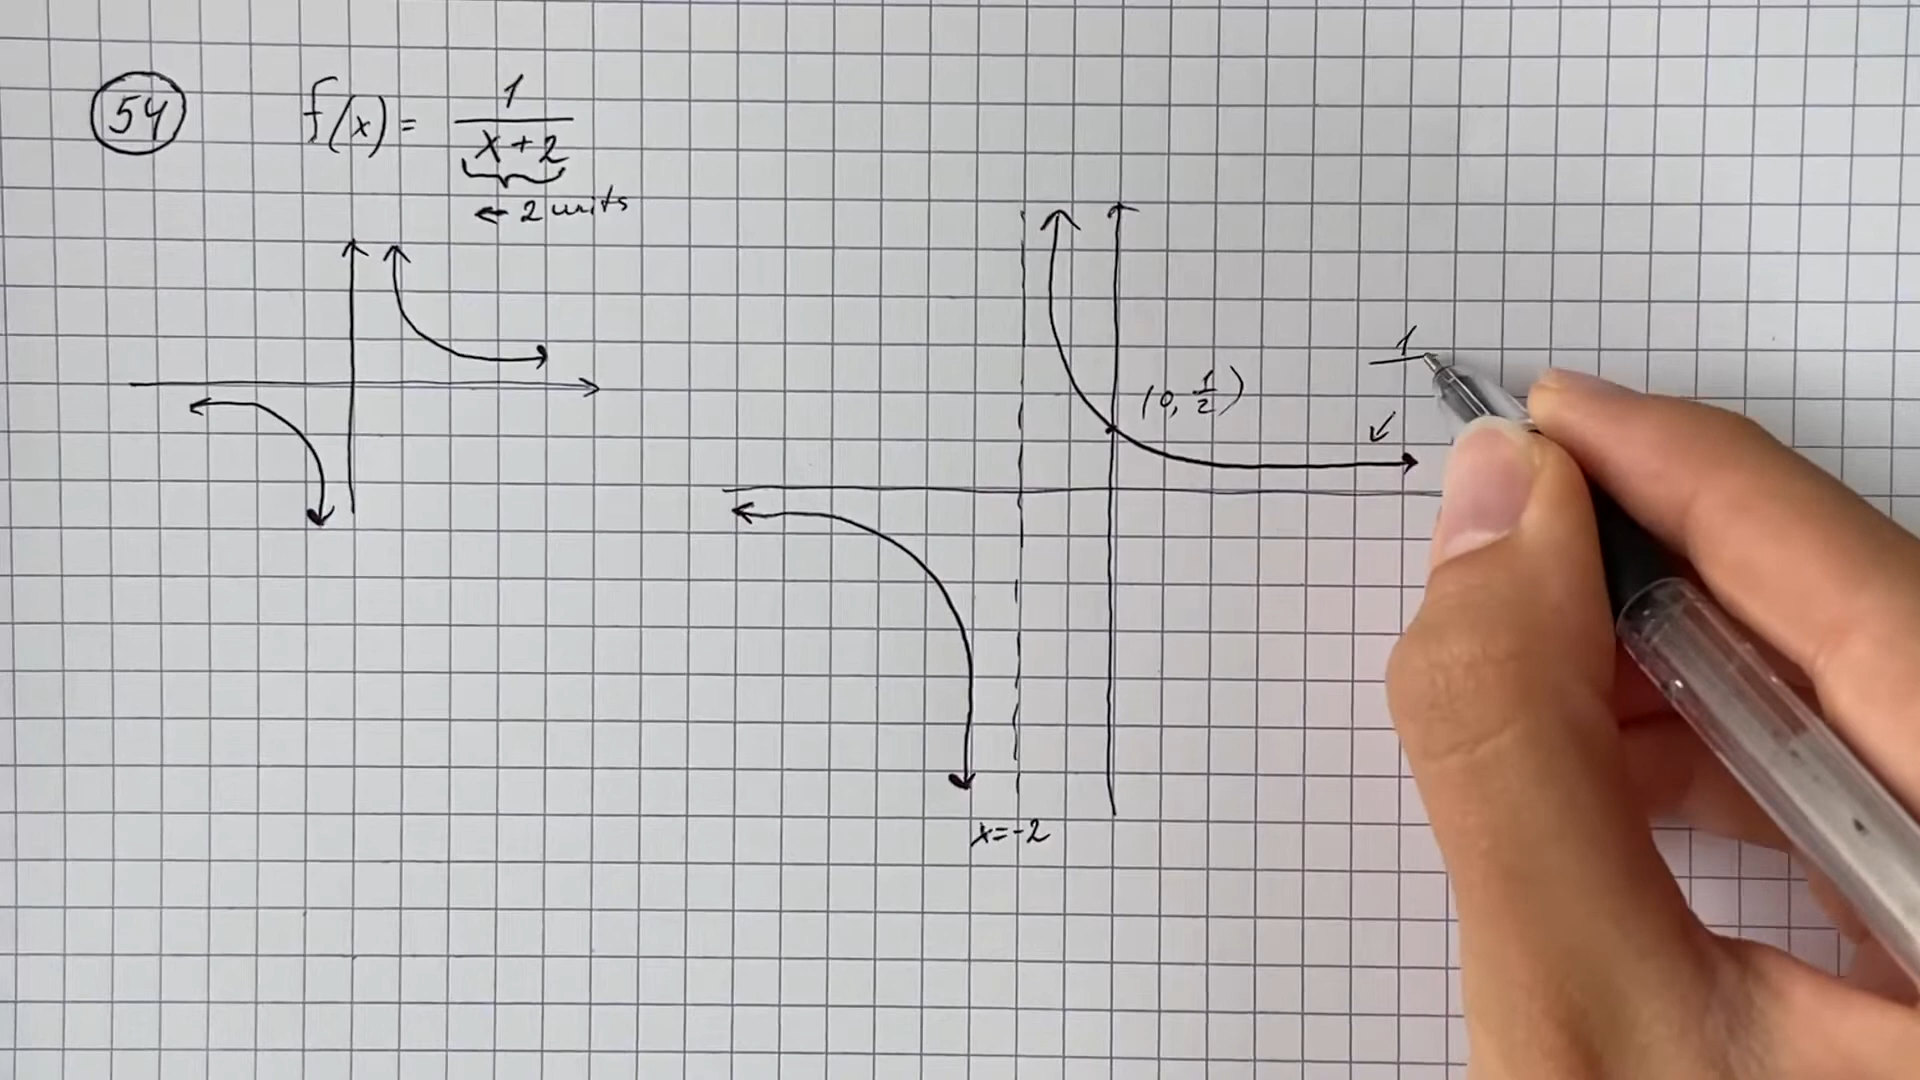 54 f(x) = 1/(x+2)
← 2 units
(0, 1/2)
1
x=-2